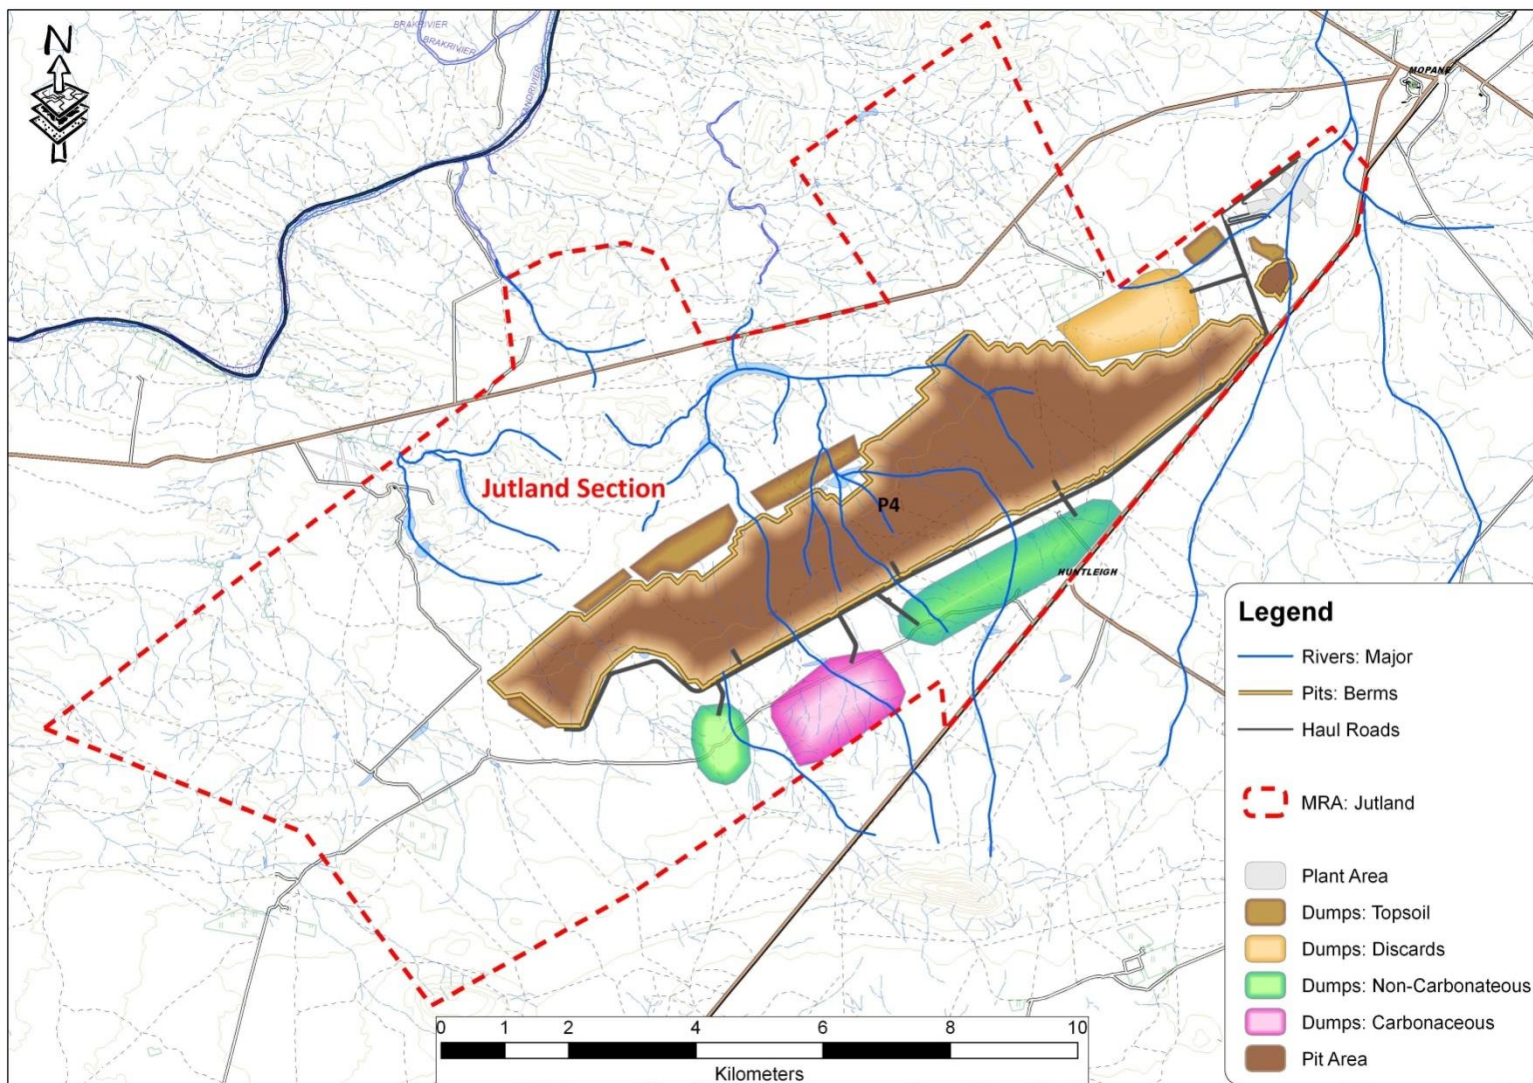 N
BRAKRIVIER
BRAKRIVIER
SANDRIVIER
MOPANE
Jutland Section
P4
HUNTLEIGH
Legend
Rivers: Major
Pits: Berms
Haul Roads
MRA: Jutland
Plant Area
Dumps: Topsoil
Dumps: Discards
Dumps: Non-Carbonateous
Dumps: Carbonaceous
Pit Area
0 1 2 4 6 8 10
Kilometers